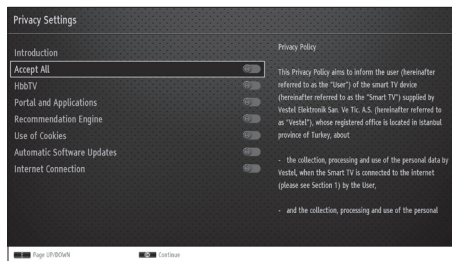 Privacy Settings
Introduction
Accept All
HbbTV
Portal and Applications
Recommendation Engine
Use of Cookies
Automatic Software Updates
Internet Connection
Privacy Policy
This Privacy Policy aims to inform the user (hereinafter
referred to as the "User") of the smart TV device
(hereinafter referred to as the "Smart TV") supplied by
Vestel Elektronik San. Ve Tic. A.S. (hereinafter referred to
as "Vestel"), whose registered office is located in Istanbul
province of Turkey, about
- the collection, processing and use of the personal data by
Vestel, when the Smart TV is connected to the internet
(please see Section 1) by the User,
- and the collection, processing and use of the personal
Page UP/DOWN
Continue